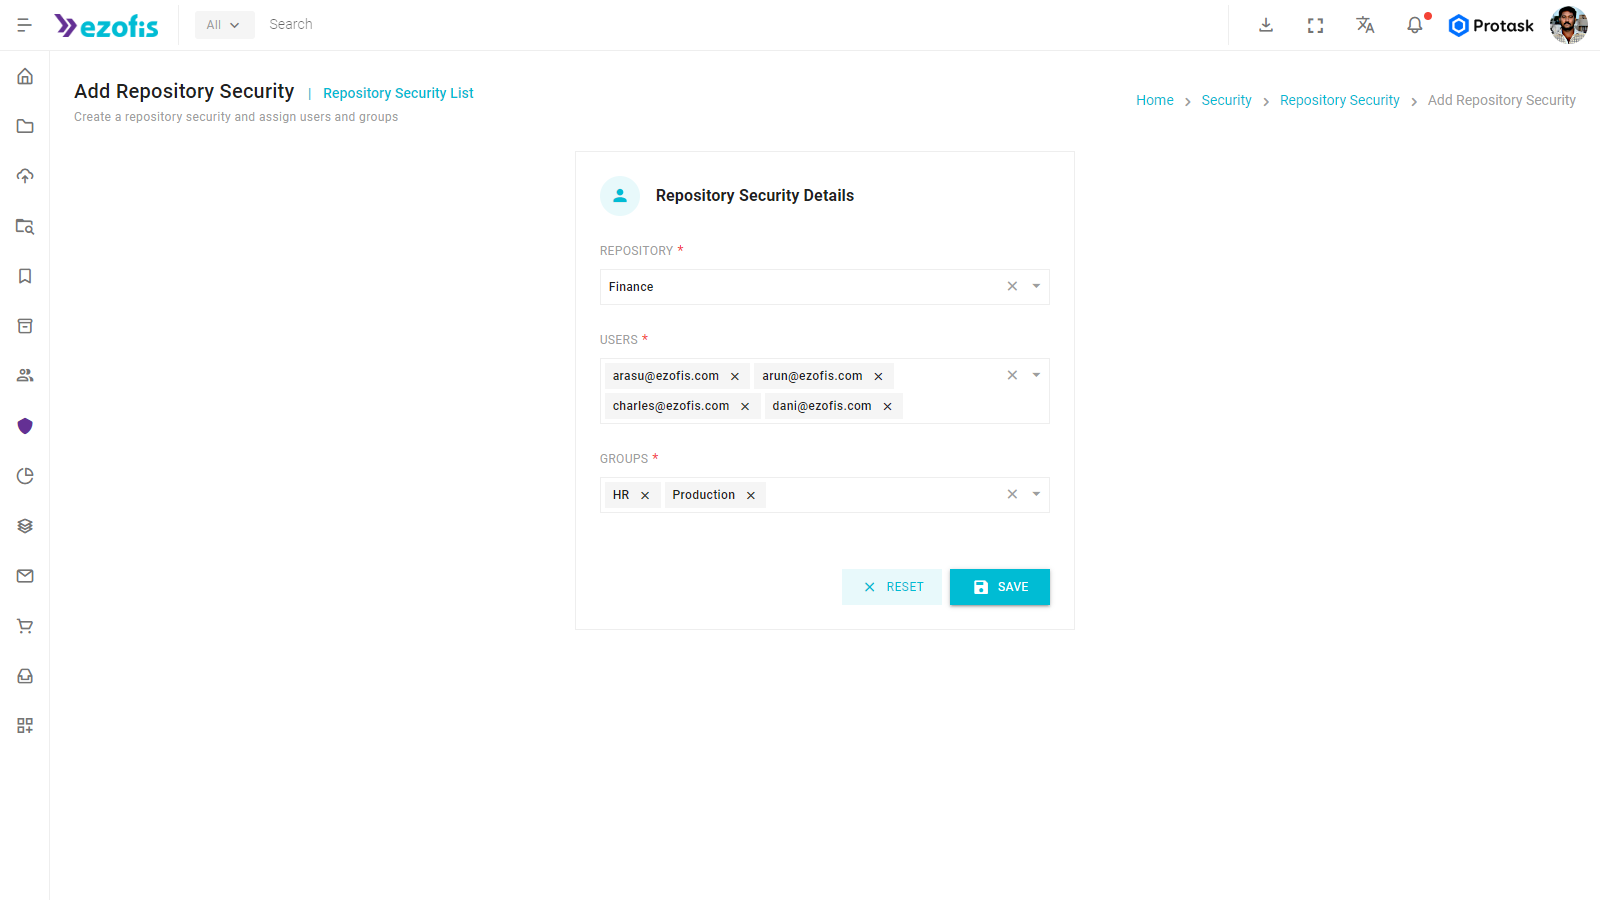 ezofis
All
Search
Protask
Add Repository Security | Repository Security List
Create a repository security and assign users and groups
Home > Security > Repository Security > Add Repository Security
Repository Security Details
REPOSITORY *
Finance
USERS *
arasu@ezofis.com arun@ezofis.com
charles@ezofis.com dani@ezofis.com
GROUPS *
HR Production
RESET SAVE